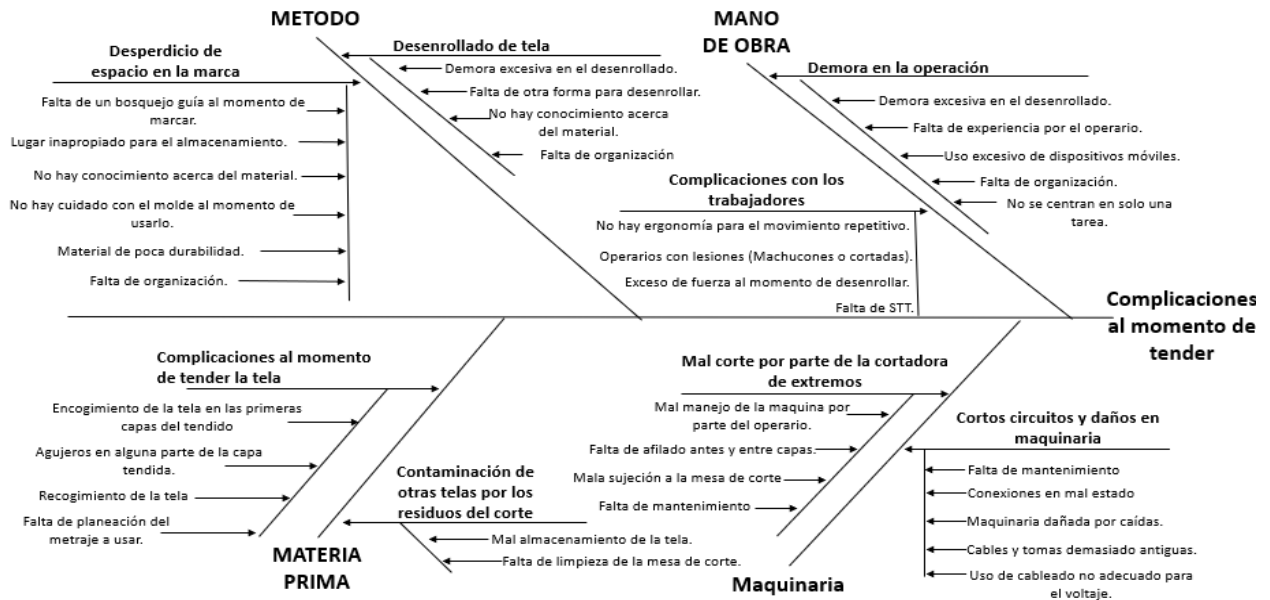 METODO
Desperdicio de
espacio en la marca
Falta de un bosquejo guía al momento de
marcar.
Lugar inapropiado para el almacenamiento.
No hay conocimiento acerca del material.
No hay cuidado con el molde al momento de
usarlo.
Material de poca durabilidad.
Falta de organización.
Desenrollado de tela
Demora excesiva en el desenrollado.
Falta de otra forma para desenrollar.
No hay conocimiento acerca
del material.
Falta de organización
MANO
DE OBRA
Demora en la operación
Demora excesiva en el desenrollado.
Falta de experiencia por el operario.
Uso excesivo de dispositivos móviles.
Falta de organización.
No se centran en solo una
tarea.
Complicaciones con los
trabajadores
No hay ergonomía para el movimiento repetitivo.
Operarios con lesiones (Machucones o cortadas).
Exceso de fuerza al momento de desenrollar.
Falta de STT.
Complicaciones
al momento de
tender
Complicaciones al momento
de tender la tela
Encogimiento de la tela en las primeras
capas del tendido
Agujeros en alguna parte de la capa
tendida.
Recogimiento de la tela
Falta de planeación del
metraje a usar.
Contaminación de
otras telas por los
residuos del corte
Mal almacenamiento de la tela.
Falta de limpieza de la mesa de corte.
MATERIA
PRIMA
Mal corte por parte de la cortadora
de extremos
Mal manejo de la maquina por
parte del operario.
Falta de afilado antes y entre capas.
Mala sujeción a la mesa de corte
Falta de mantenimiento
Cortos circuitos y daños en
maquinaria
Falta de mantenimiento
Conexiones en mal estado
Maquinaria dañada por caídas.
Cables y tomas demasiado antiguas.
Uso de cableado no adecuado para
el voltaje.
Maquinaria